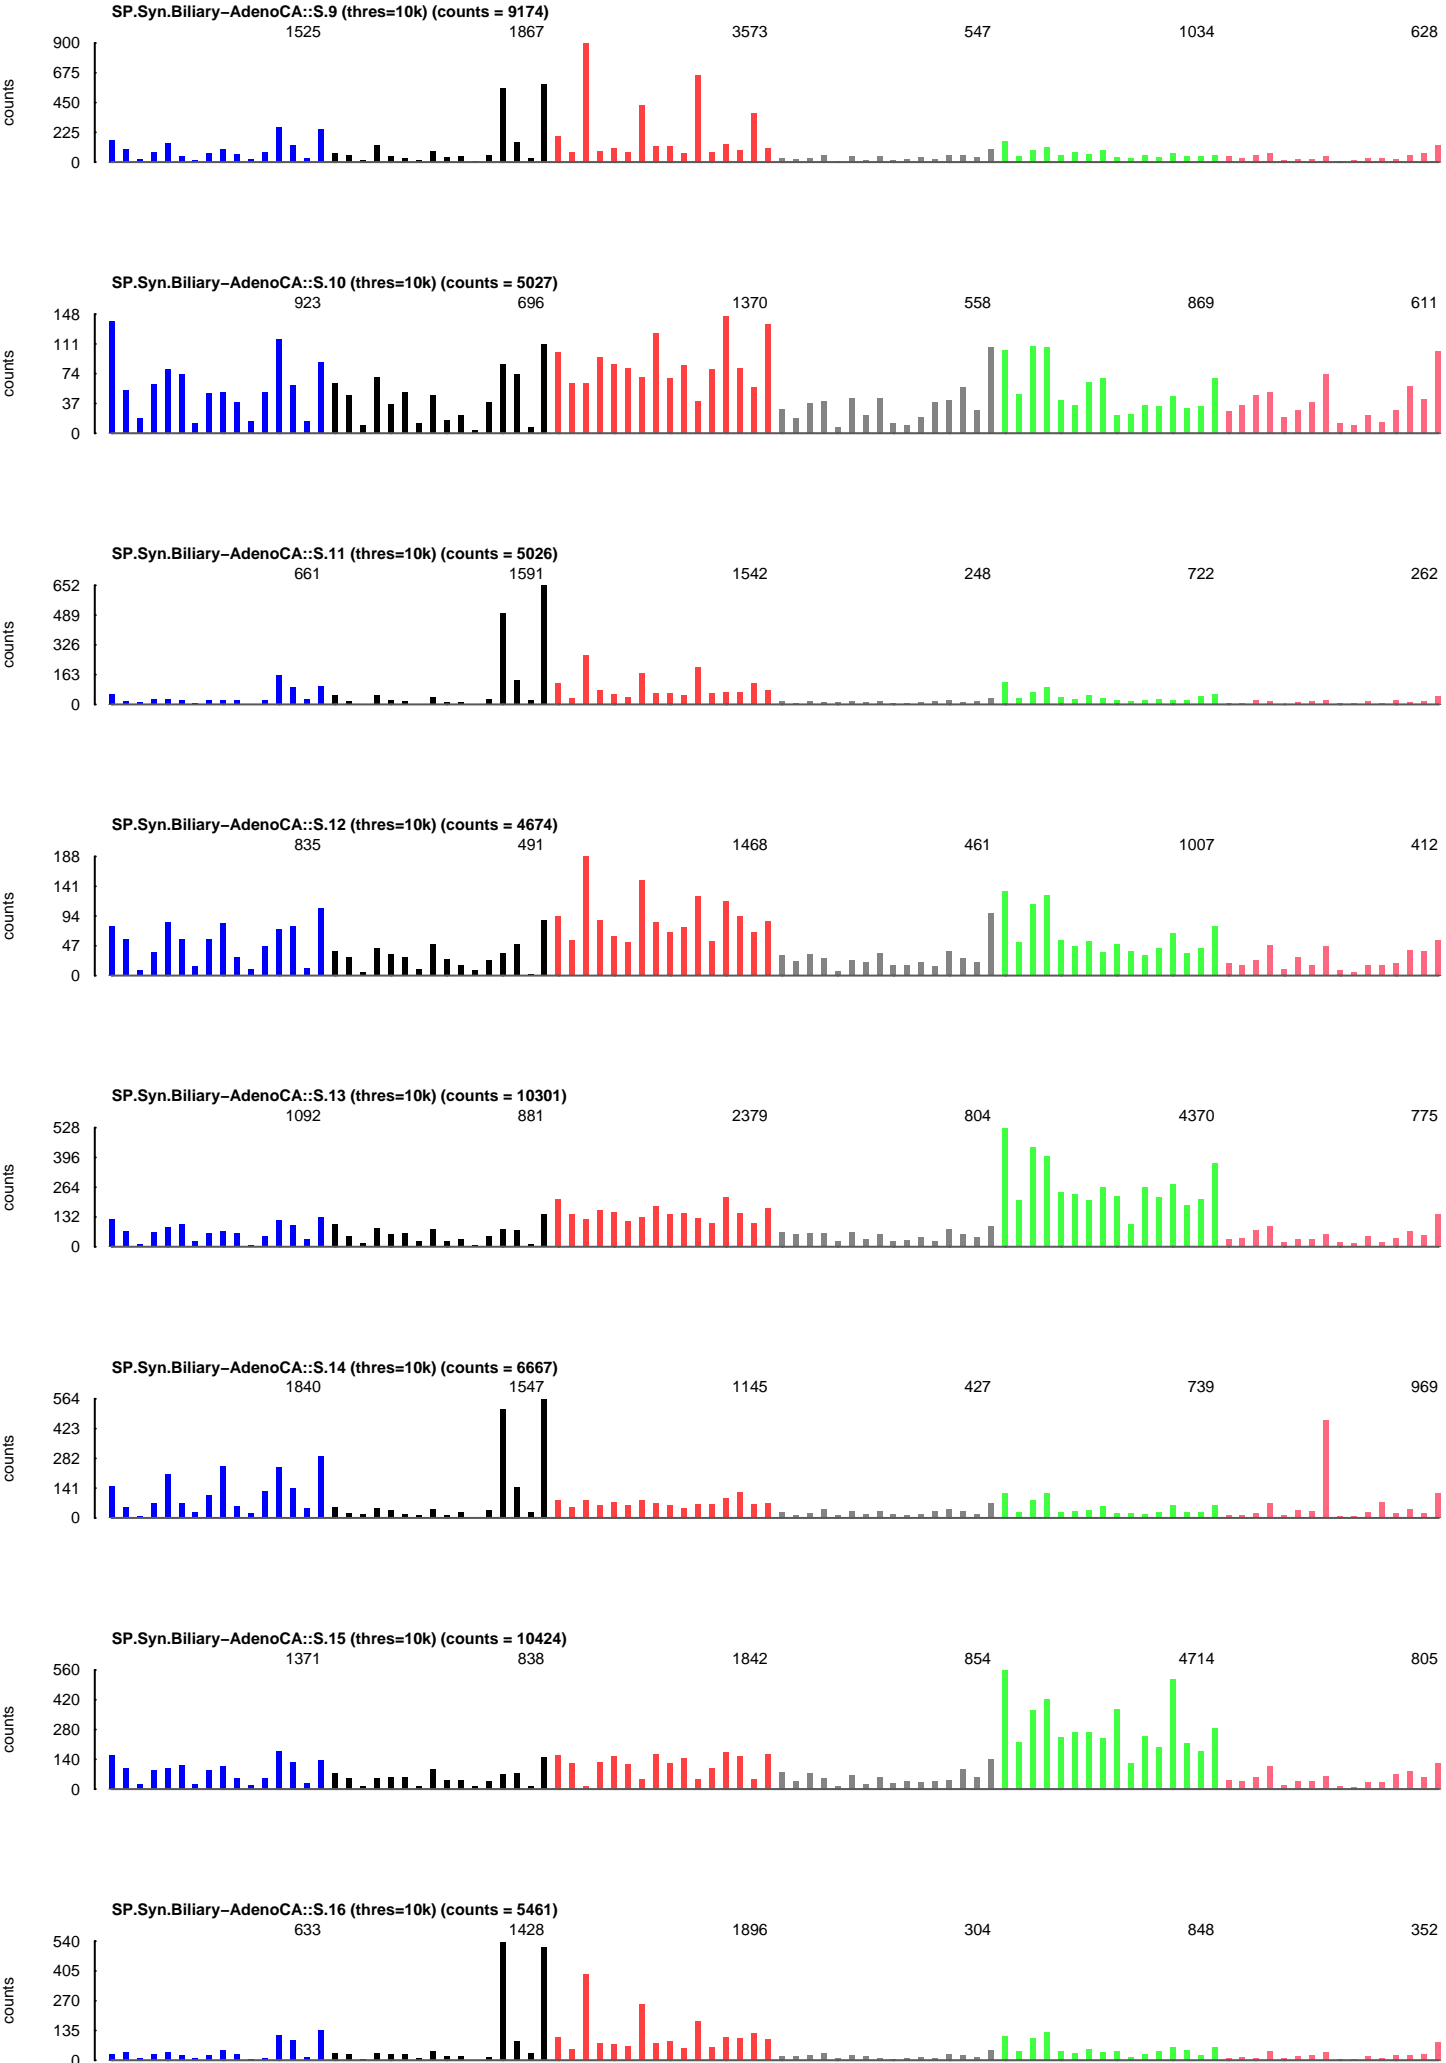 SP.Syn.Biliary−AdenoCA::S.9 (thres=10k) (counts = 9174)
1525 1867 3573 547 1034 628
900
675
450
225
0
counts
SP.Syn.Biliary−AdenoCA::S.10 (thres=10k) (counts = 5027)
923 696 1370 558 869 611
148
111
74
37
0
counts
SP.Syn.Biliary−AdenoCA::S.11 (thres=10k) (counts = 5026)
661 1591 1542 248 722 262
652
489
326
163
0
counts
SP.Syn.Biliary−AdenoCA::S.12 (thres=10k) (counts = 4674)
835 491 1468 461 1007 412
188
141
94
47
0
counts
SP.Syn.Biliary−AdenoCA::S.13 (thres=10k) (counts = 10301)
1092 881 2379 804 4370 775
528
396
264
132
0
counts
SP.Syn.Biliary−AdenoCA::S.14 (thres=10k) (counts = 6667)
1840 1547 1145 427 739 969
564
423
282
141
0
counts
SP.Syn.Biliary−AdenoCA::S.15 (thres=10k) (counts = 10424)
1371 838 1842 854 4714 805
560
420
280
140
0
counts
SP.Syn.Biliary−AdenoCA::S.16 (thres=10k) (counts = 5461)
633 1428 1896 304 848 352
540
405
270
135
0
counts